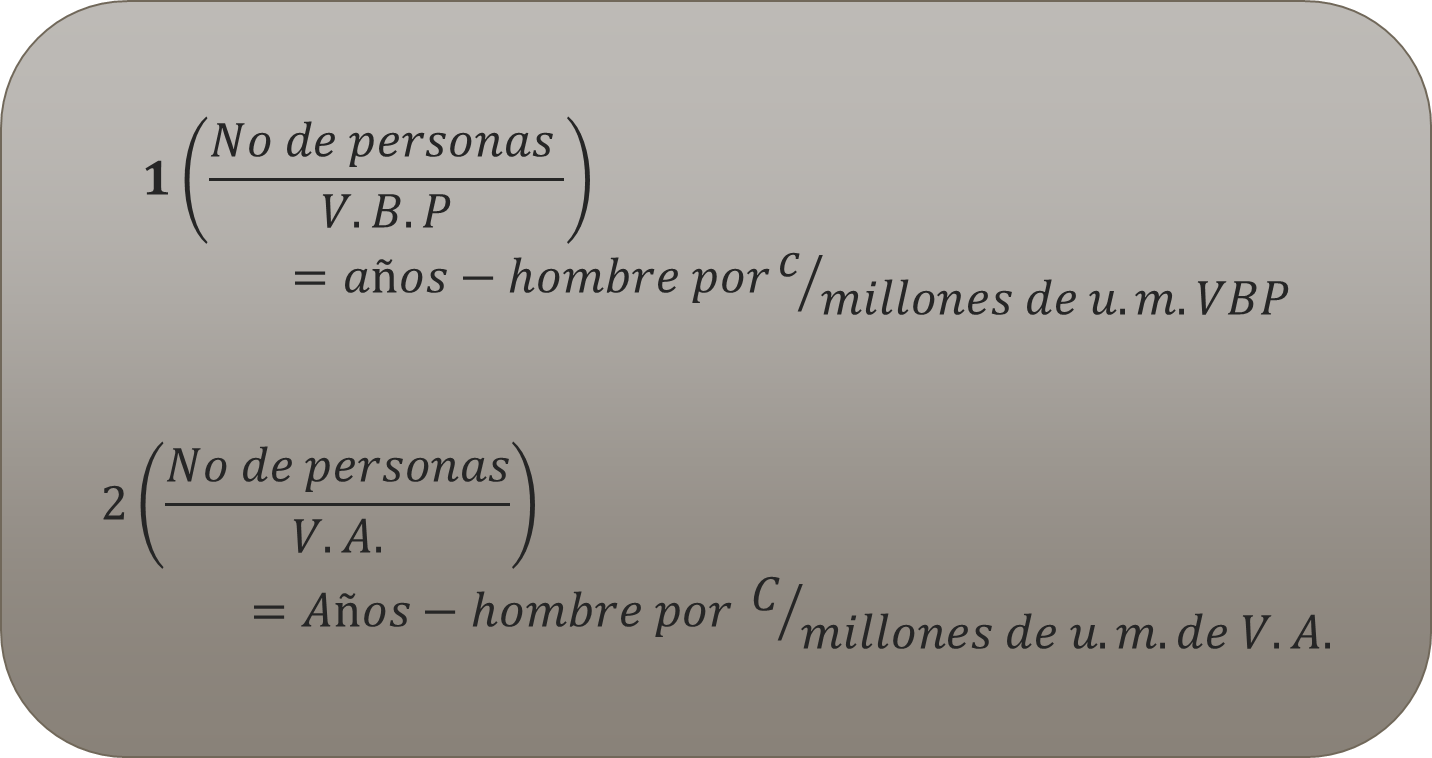 1 (No de personas / V.B.P)
= años − hombre por c/millones de u.m.VBP
2 (No de personas / V.A.)
= Años − hombre por C/millones de u.m.de V.A.